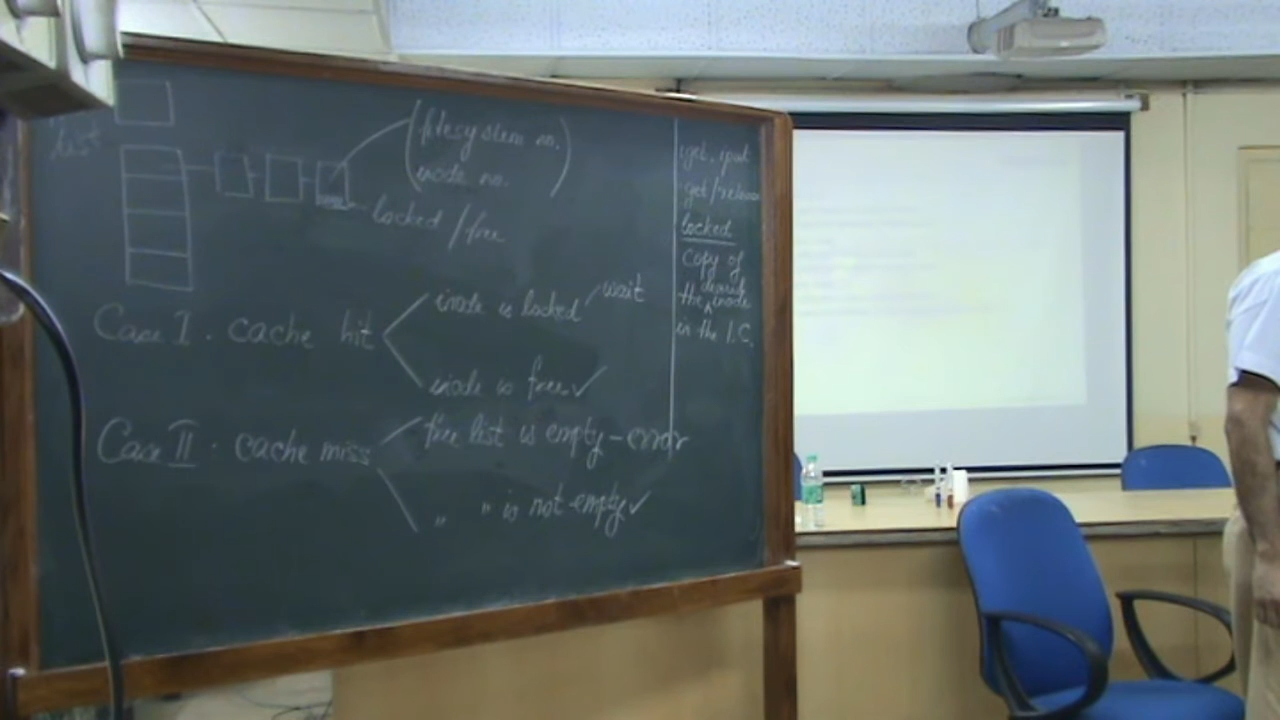 list
(filesystem no.
inode no.)
locked / free
Case I . cache hit
inode is locked / wait
inode is free ✓
Case II . cache miss
free list is empty - error
" " is not empty ✓
iget, iput
get/release
locked
copy of
the desired inode
in the I.C.